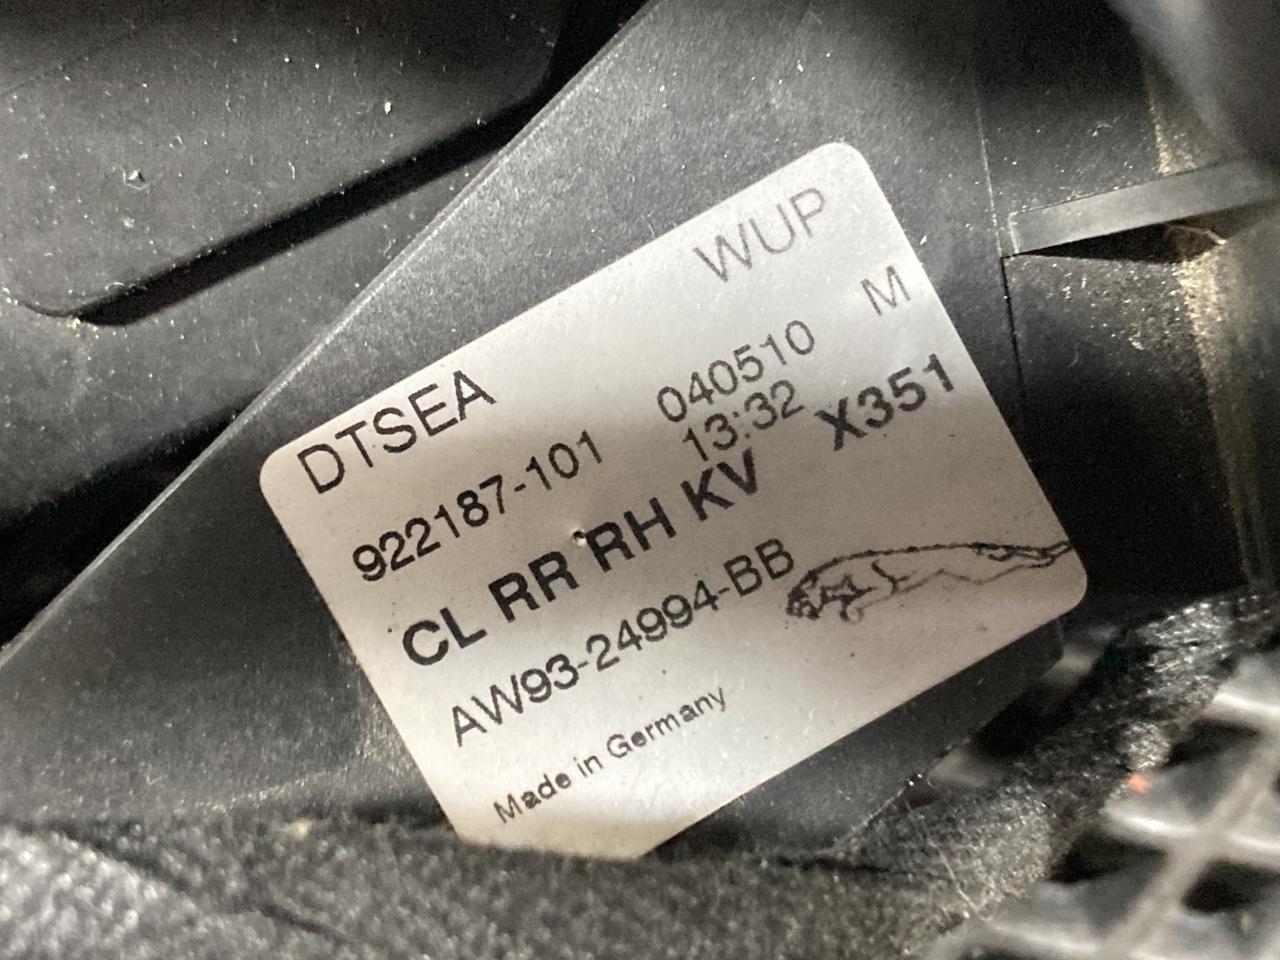 DTSEA WUP
922187-101 040510 M
13:32
CL RR RH KV X351
AW93-24994-BB
Made in Germany